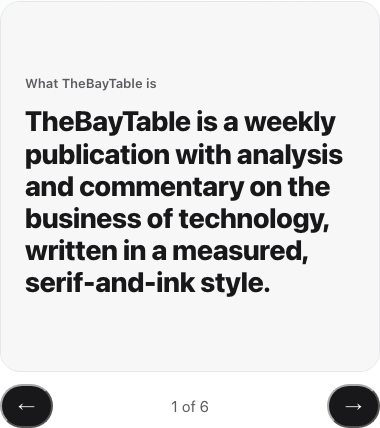 What TheBayTable is
TheBayTable is a weekly
publication with analysis
and commentary on the
business of technology,
written in a measured,
serif-and-ink style.
← 1 of 6 →